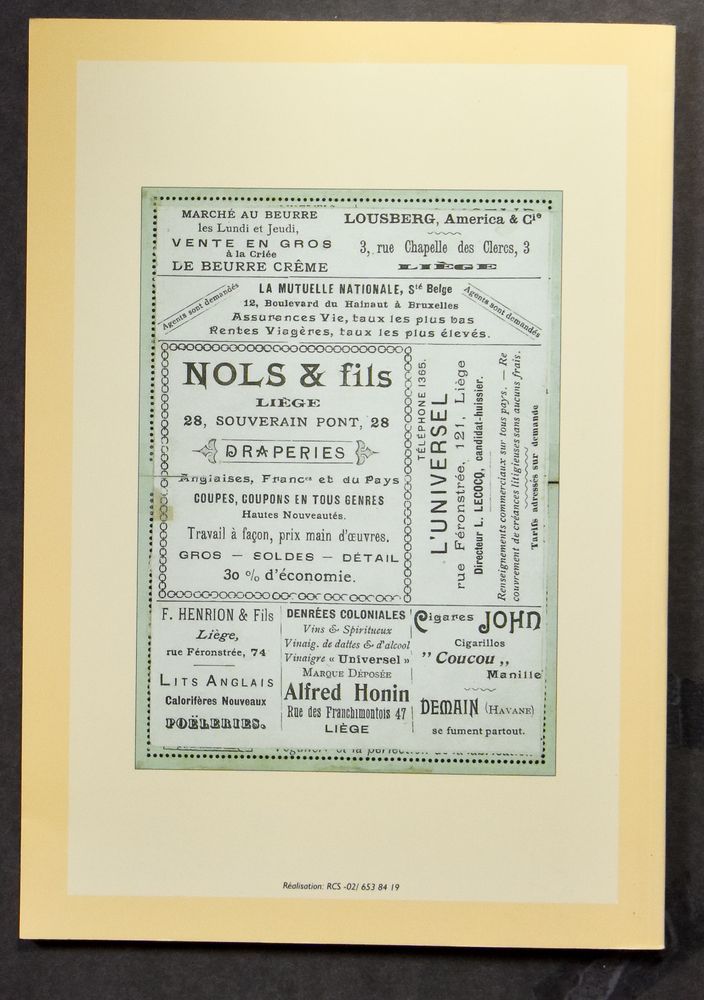 MARCHÉ AU BEURRE
les Lundi et Jeudi,
VENTE EN GROS
à la Criée
LE BEURRE CRÊME
LOUSBERG, America & Cie
3, rue Chapelle des Clercs, 3
LIÈGE
Agents sont demandés
LA MUTUELLE NATIONALE, Sté Belge
12, Boulevard du Hainaut à Bruxelles
Assurances Vie, taux les plus bas
Rentes Viagères, taux les plus élevés.
Agents sont demandés
NOLS & fils
LIÈGE
28, SOUVERAIN PONT, 28
DRAPERIES
Anglaises, Francses et du Pays
COUPES, COUPONS EN TOUS GENRES
Hautes Nouveautés.
Travail à façon, prix main d'œuvres.
GROS — SOLDES — DÉTAIL
30 % d'économie.
TÉLÉPHONE 1365.
L'UNIVERSEL
rue Féronstrée, 121, Liège
Directeur L. LECOCQ, candidat-huissier.
Renseignements commerciaux sur tous pays. — Re
couvrement de créances litigieuses sans aucuns frais.
Tarifs adressés sur demande
F. HENRION & Fils
Liège,
rue Féronstrée, 74
LITS ANGLAIS
Calorifères Nouveaux
POËLERIES.
DENRÉES COLONIALES
Vins & Spiritueux
Vinaig. de dattes & d'alcool
Vinaigre « Universel »
MARQUE DÉPOSÉE
Alfred Honin
Rue des Franchimontois 47
LIÈGE
Cigares JOHN
Cigarillos
" Coucou „
Manille
DEMAIN (HAVANE)
se fument partout.
Réalisation: RCS -02/ 653 84 19